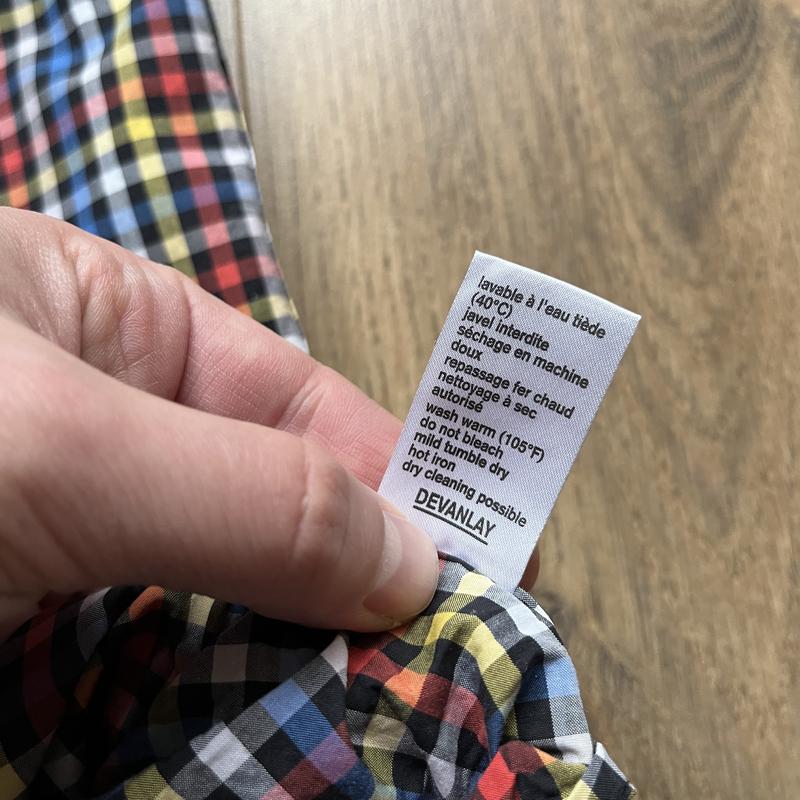 lavable à l'eau tiède
(40°C)
javel interdite
séchage en machine
doux
repassage fer chaud
nettoyage à sec
autorisé
wash warm (105°F)
do not bleach
mild tumble dry
hot iron
dry cleaning possible
DEVANLAY